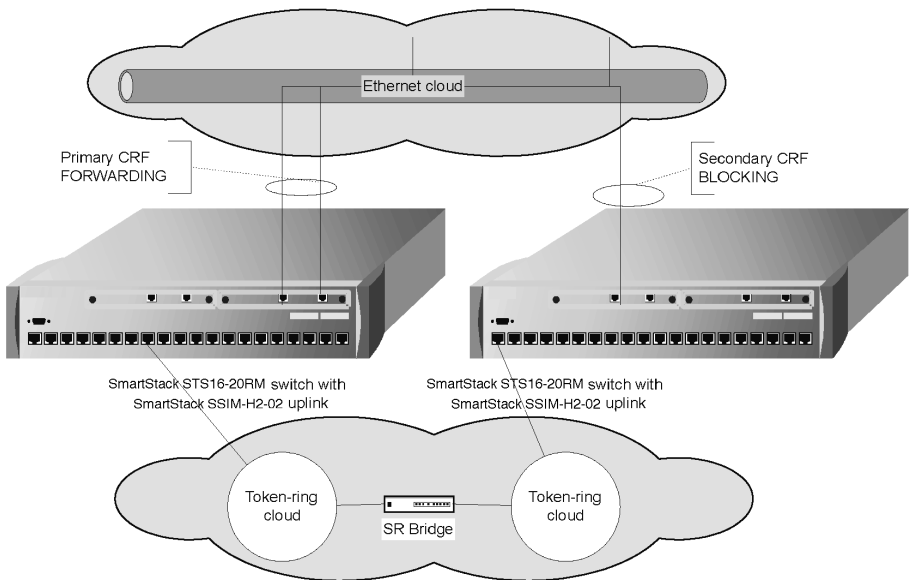 Ethernet cloud
Primary CRF
FORWARDING
Secondary CRF
BLOCKING
SmartStack STS16-20RM switch with
SmartStack SSIM-H2-02 uplink
SmartStack STS16-20RM switch with
SmartStack SSIM-H2-02 uplink
Token-ring
cloud
SR Bridge
Token-ring
cloud